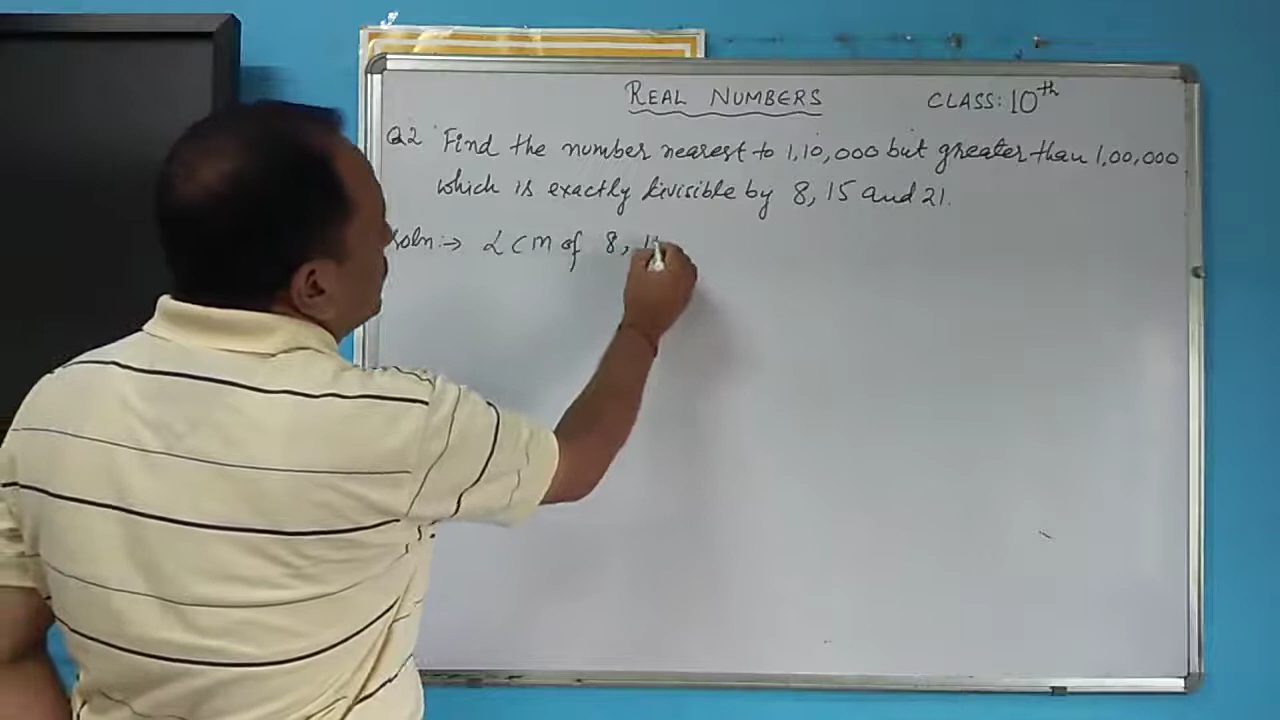 REAL NUMBERS CLASS: 10th
Q2 Find the number nearest to 1,10,000 but greater than 1,00,000
which is exactly divisible by 8, 15 and 21.
Soln:→ LCM of 8, 1